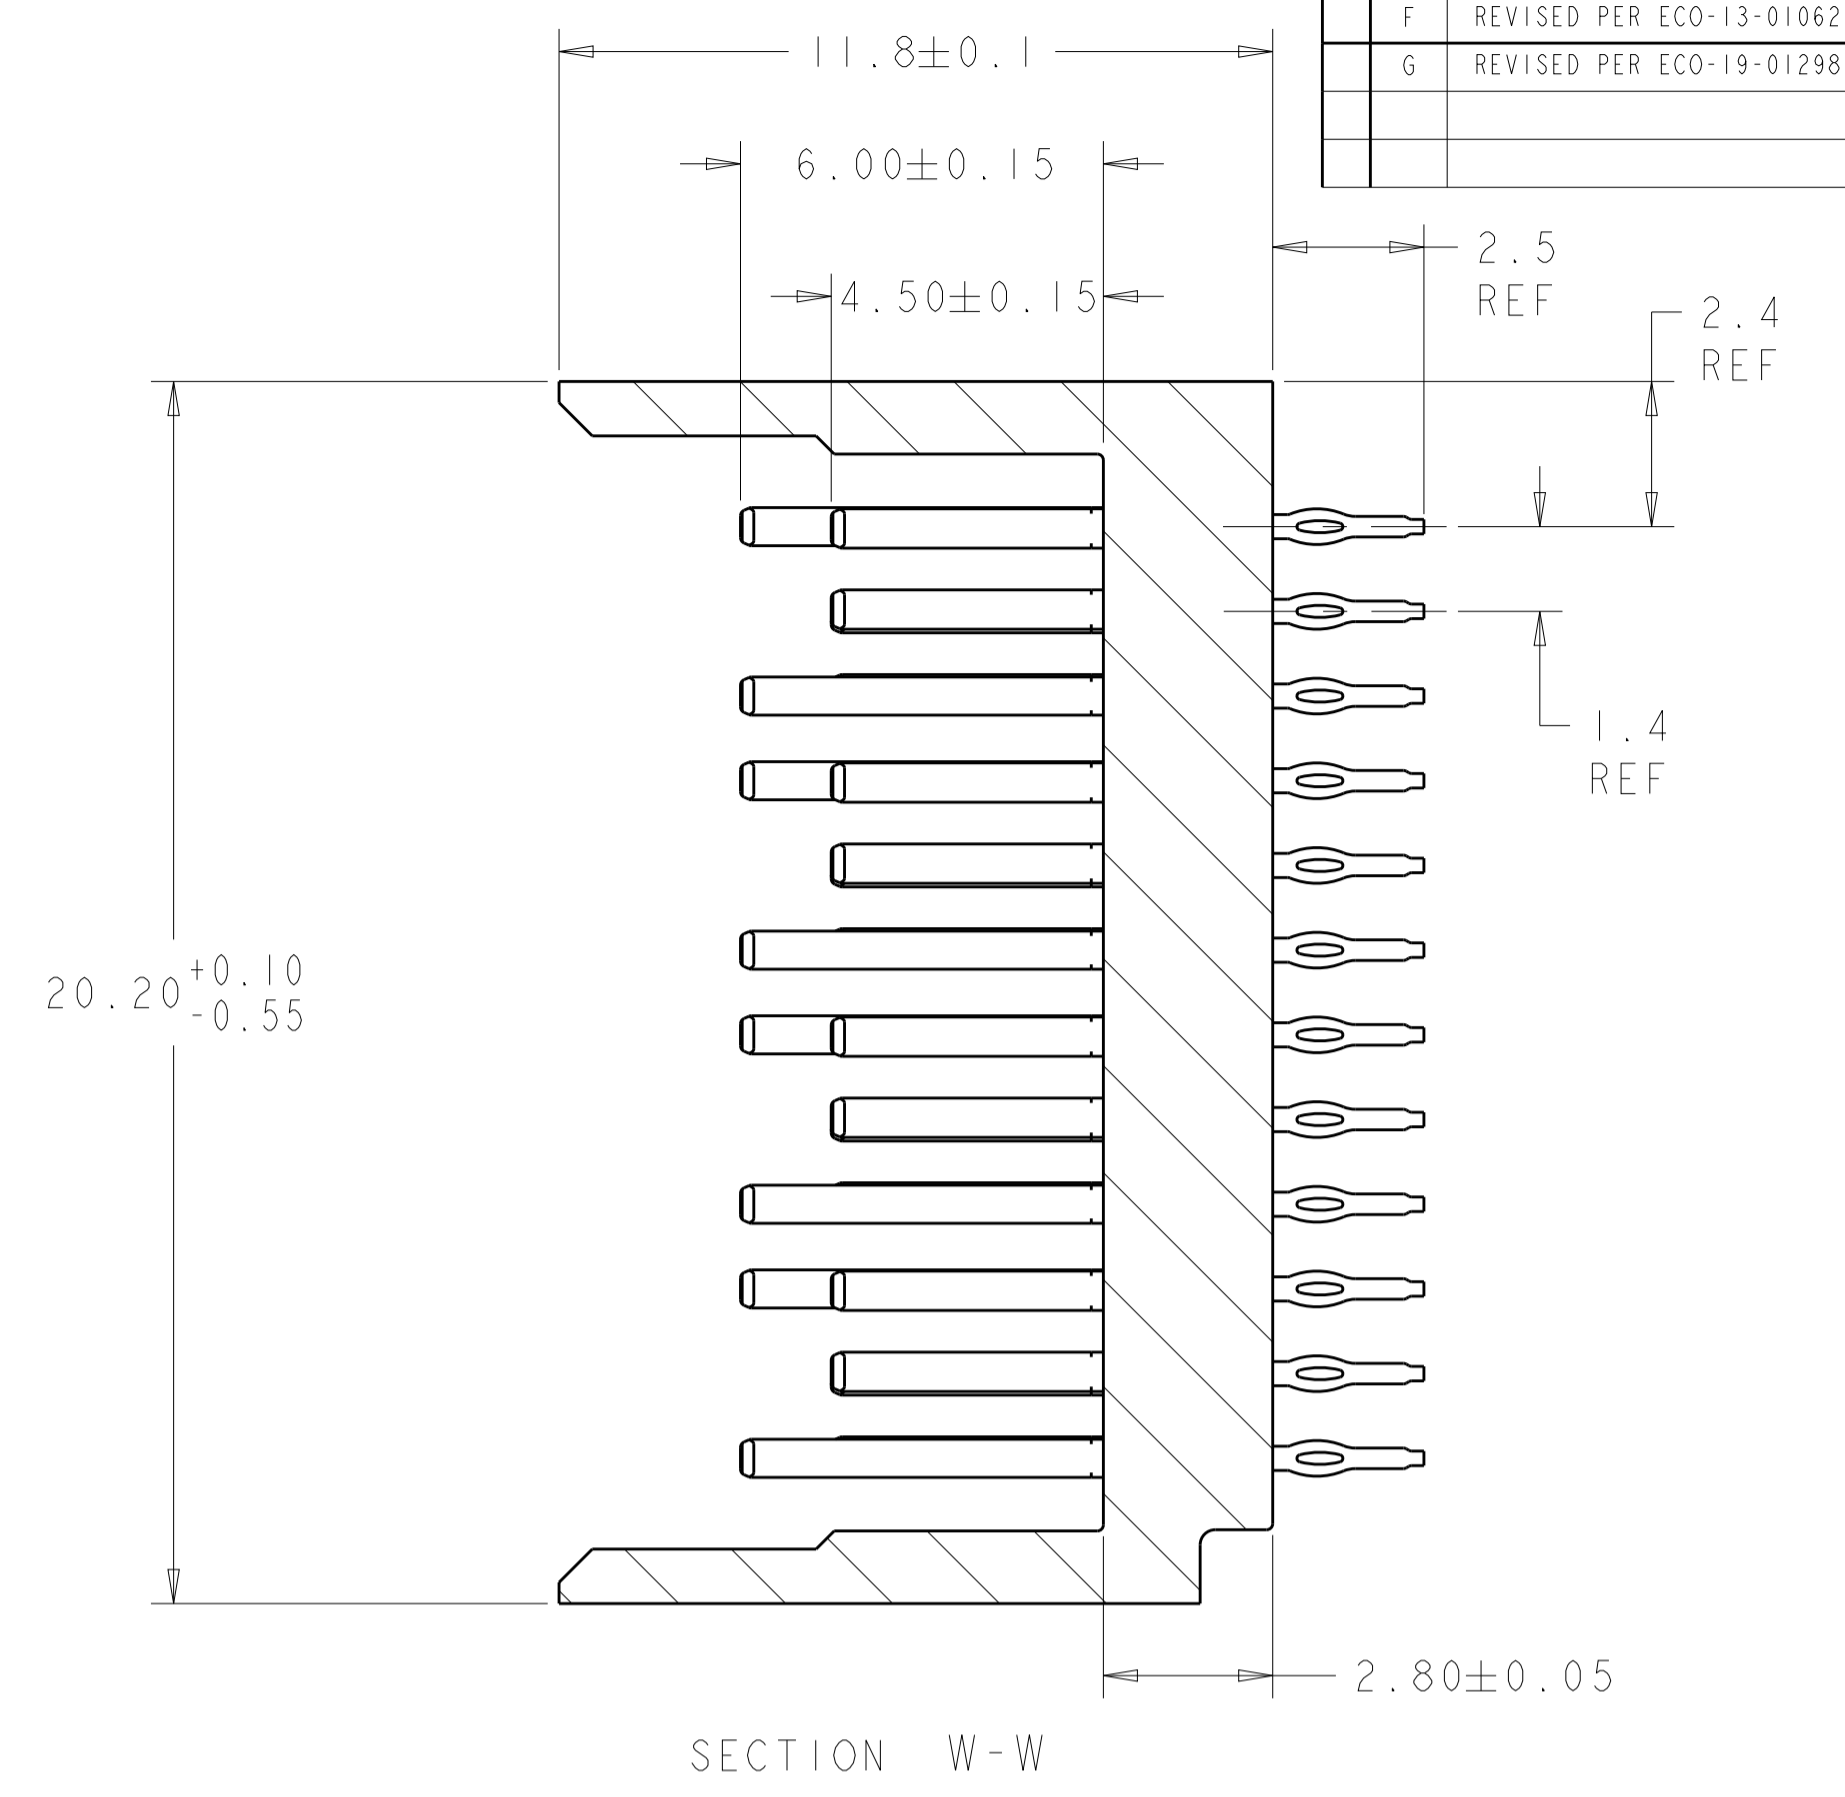 F REVISED PER ECO-13-01062
G REVISED PER ECO-19-01298
11.8±0.1
6.00±0.15
2.5
REF
4.50±0.15
2.4
REF
1.4
REF
20.20 +0.10
-0.55
2.80±0.05
SECTION W-W